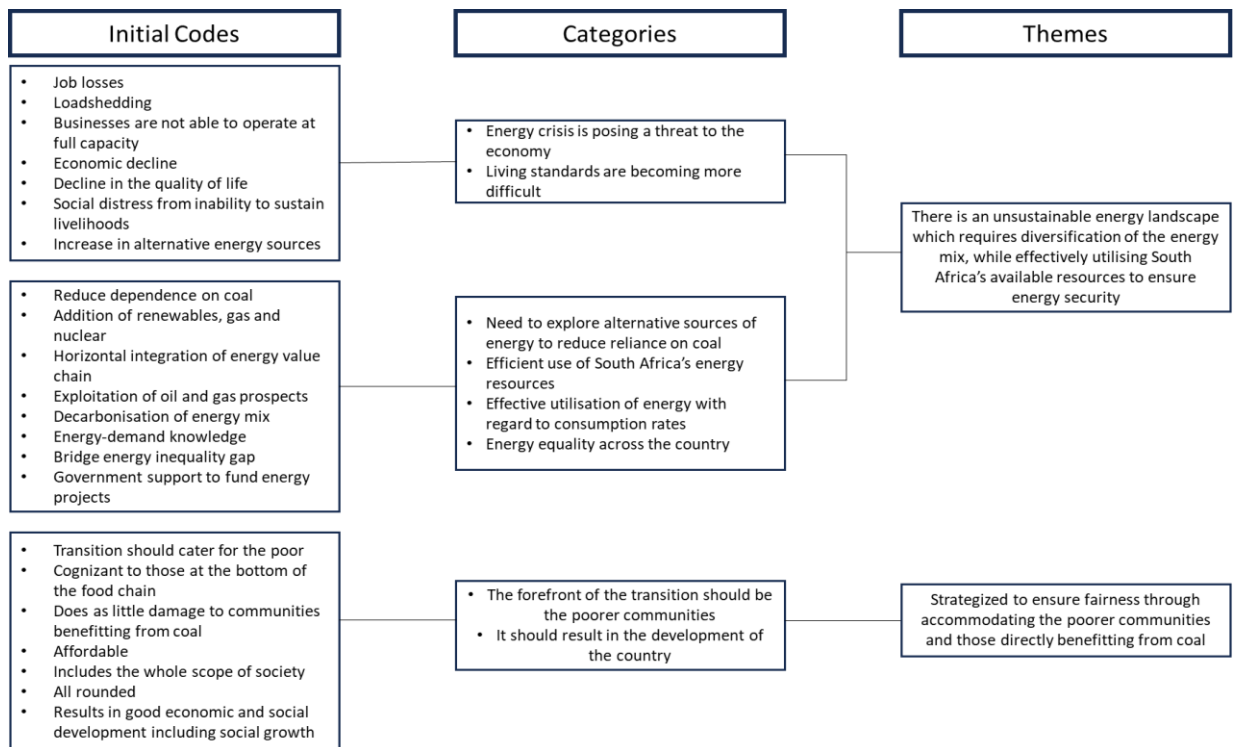 Initial Codes
Categories
Themes
• Job losses
• Loadshedding
• Businesses are not able to operate at
full capacity
• Economic decline
• Decline in the quality of life
• Social distress from inability to sustain
livelihoods
• Increase in alternative energy sources
• Energy crisis is posing a threat to the
economy
• Living standards are becoming more
difficult
There is an unsustainable energy landscape
which requires diversification of the energy
mix, while effectively utilising South
Africa's available resources to ensure
energy security
• Reduce dependence on coal
• Addition of renewables, gas and
nuclear
• Horizontal integration of energy value
chain
• Exploitation of oil and gas prospects
• Decarbonisation of energy mix
• Energy-demand knowledge
• Bridge energy inequality gap
• Government support to fund energy
projects
• Need to explore alternative sources of
energy to reduce reliance on coal
• Efficient use of South Africa's energy
resources
• Effective utilisation of energy with
regard to consumption rates
• Energy equality across the country
• Transition should cater for the poor
• Cognizant to those at the bottom of
the food chain
• Does as little damage to communities
benefitting from coal
• Affordable
• Includes the whole scope of society
• All rounded
• Results in good economic and social
development including social growth
• The forefront of the transition should be
the poorer communities
• It should result in the development of
the country
Strategized to ensure fairness through
accommodating the poorer communities
and those directly benefitting from coal